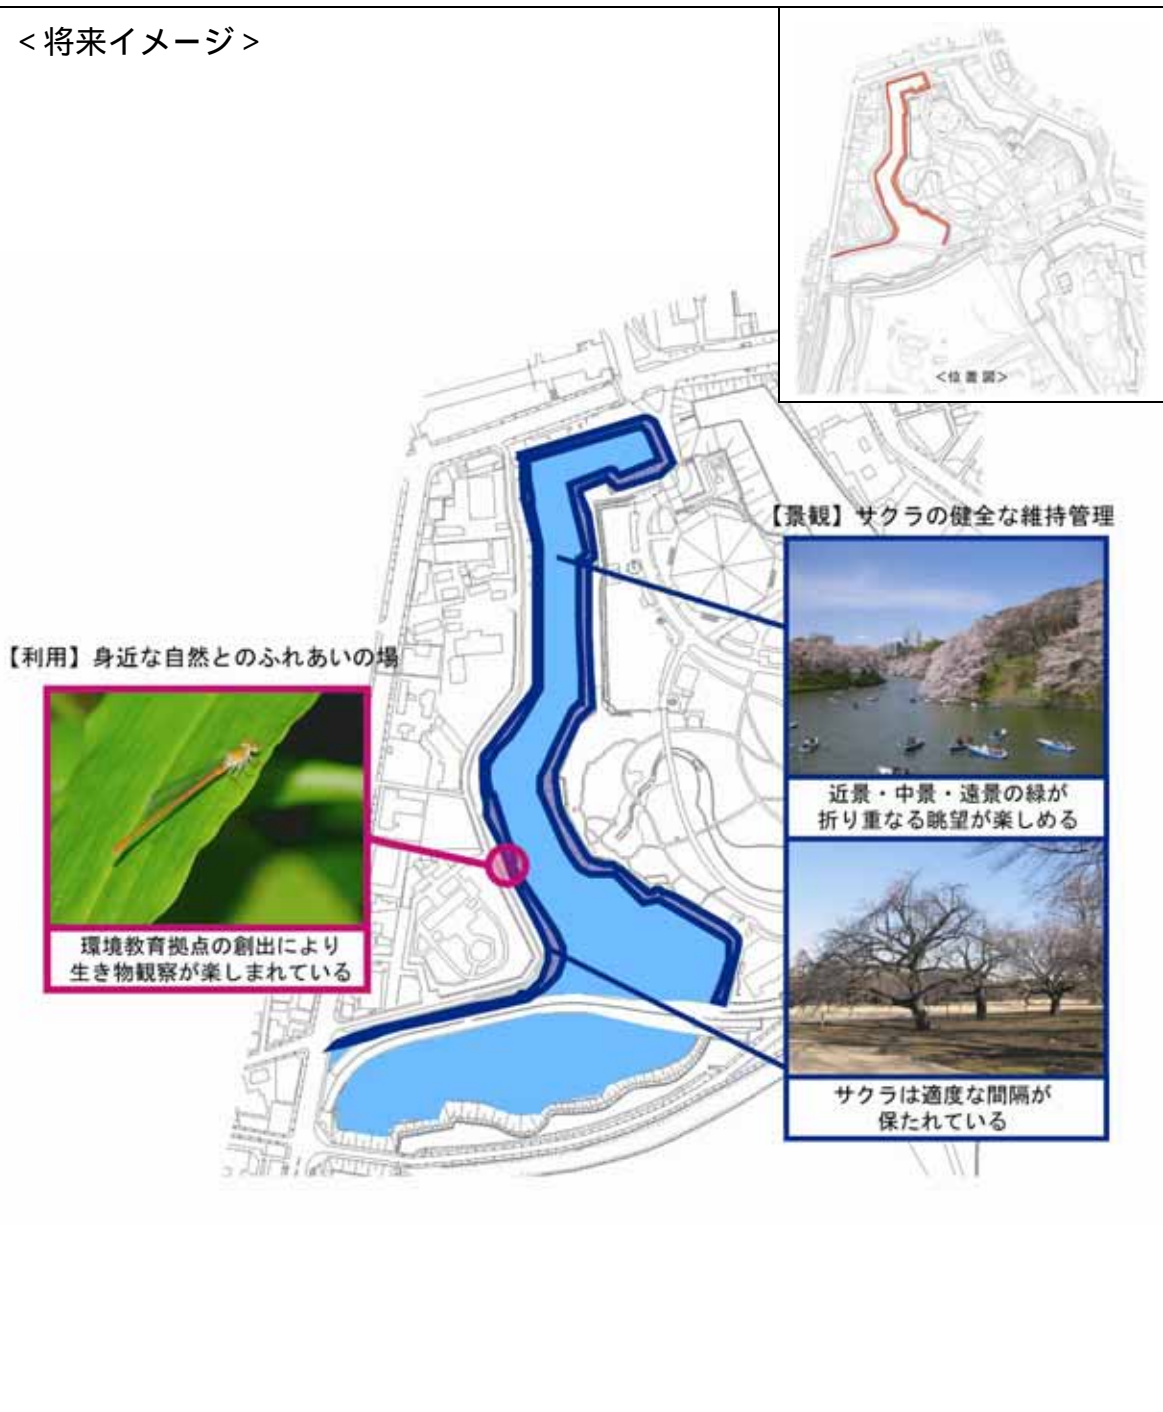 <将来イメージ>
<位置図>
【景観】サクラの健全な維持管理
【利用】身近な自然とのふれあいの場
近景・中景・遠景の緑が
折り重なる眺望が楽しめる
環境教育拠点の創出により
生き物観察が楽しまれている
サクラは適度な間隔が
保たれている